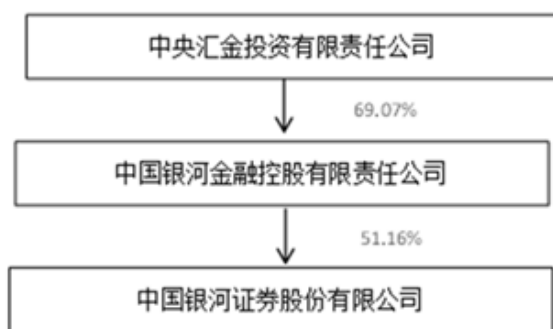 中央汇金投资有限责任公司
69.07%
中国银河金融控股有限责任公司
51.16%
中国银河证券股份有限公司